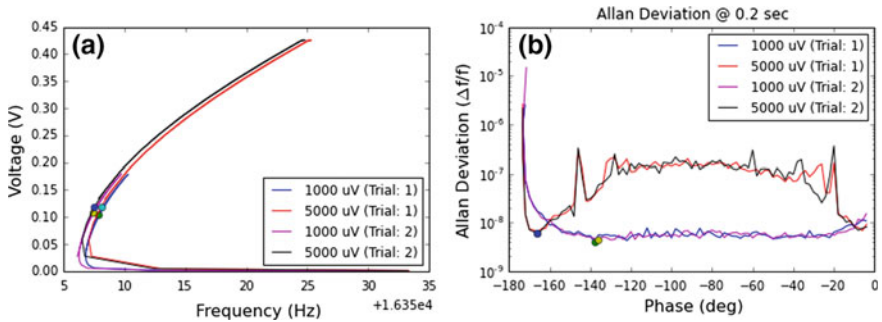 (a)
Voltage (V)
0.45
0.40
0.35
0.30
0.25
0.20
0.15
0.10
0.05
0.00
1000 uV (Trial: 1)
5000 uV (Trial: 1)
1000 uV (Trial: 2)
5000 uV (Trial: 2)
5 10 15 20 25 30 35
+1.635e4
Frequency (Hz)
Allan Deviation @ 0.2 sec
(b)
Allan Deviation (Δf/f)
10⁻⁴
10⁻⁵
10⁻⁶
10⁻⁷
10⁻⁸
10⁻⁹
1000 uV (Trial: 1)
5000 uV (Trial: 1)
1000 uV (Trial: 2)
5000 uV (Trial: 2)
−180 −160 −140 −120 −100 −80 −60 −40 −20 0
Phase (deg)